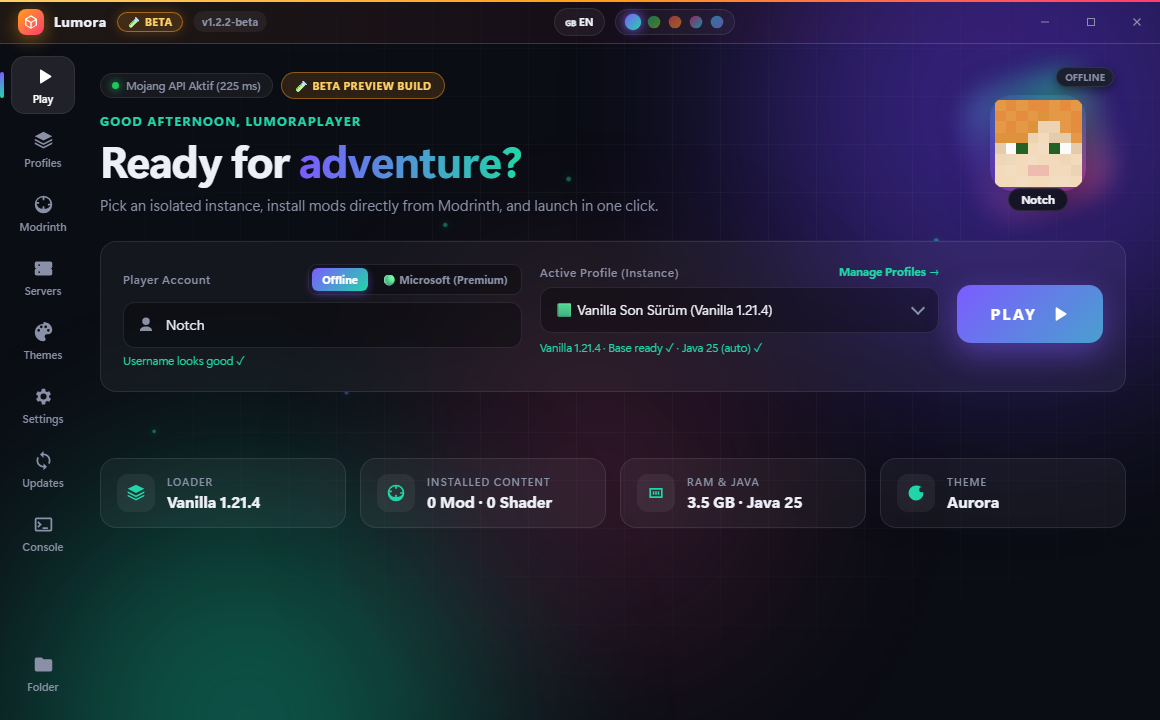 Lumora
BETA
v1.2.2-beta
GB EN
Play
Profiles
Modrinth
Servers
Themes
Settings
Updates
Console
Folder
Mojang API Aktif (225 ms)
BETA PREVIEW BUILD
GOOD AFTERNOON, LUMORAPLAYER
Ready for adventure?
Pick an isolated instance, install mods directly from Modrinth, and launch in one click.
OFFLINE
Notch
Player Account
Offline
Microsoft (Premium)
Notch
Username looks good ✓
Active Profile (Instance)
Manage Profiles →
Vanilla Son Sürüm (Vanilla 1.21.4)
Vanilla 1.21.4 · Base ready ✓ · Java 25 (auto) ✓
PLAY
LOADER
Vanilla 1.21.4
INSTALLED CONTENT
0 Mod · 0 Shader
RAM & JAVA
3.5 GB · Java 25
THEME
Aurora